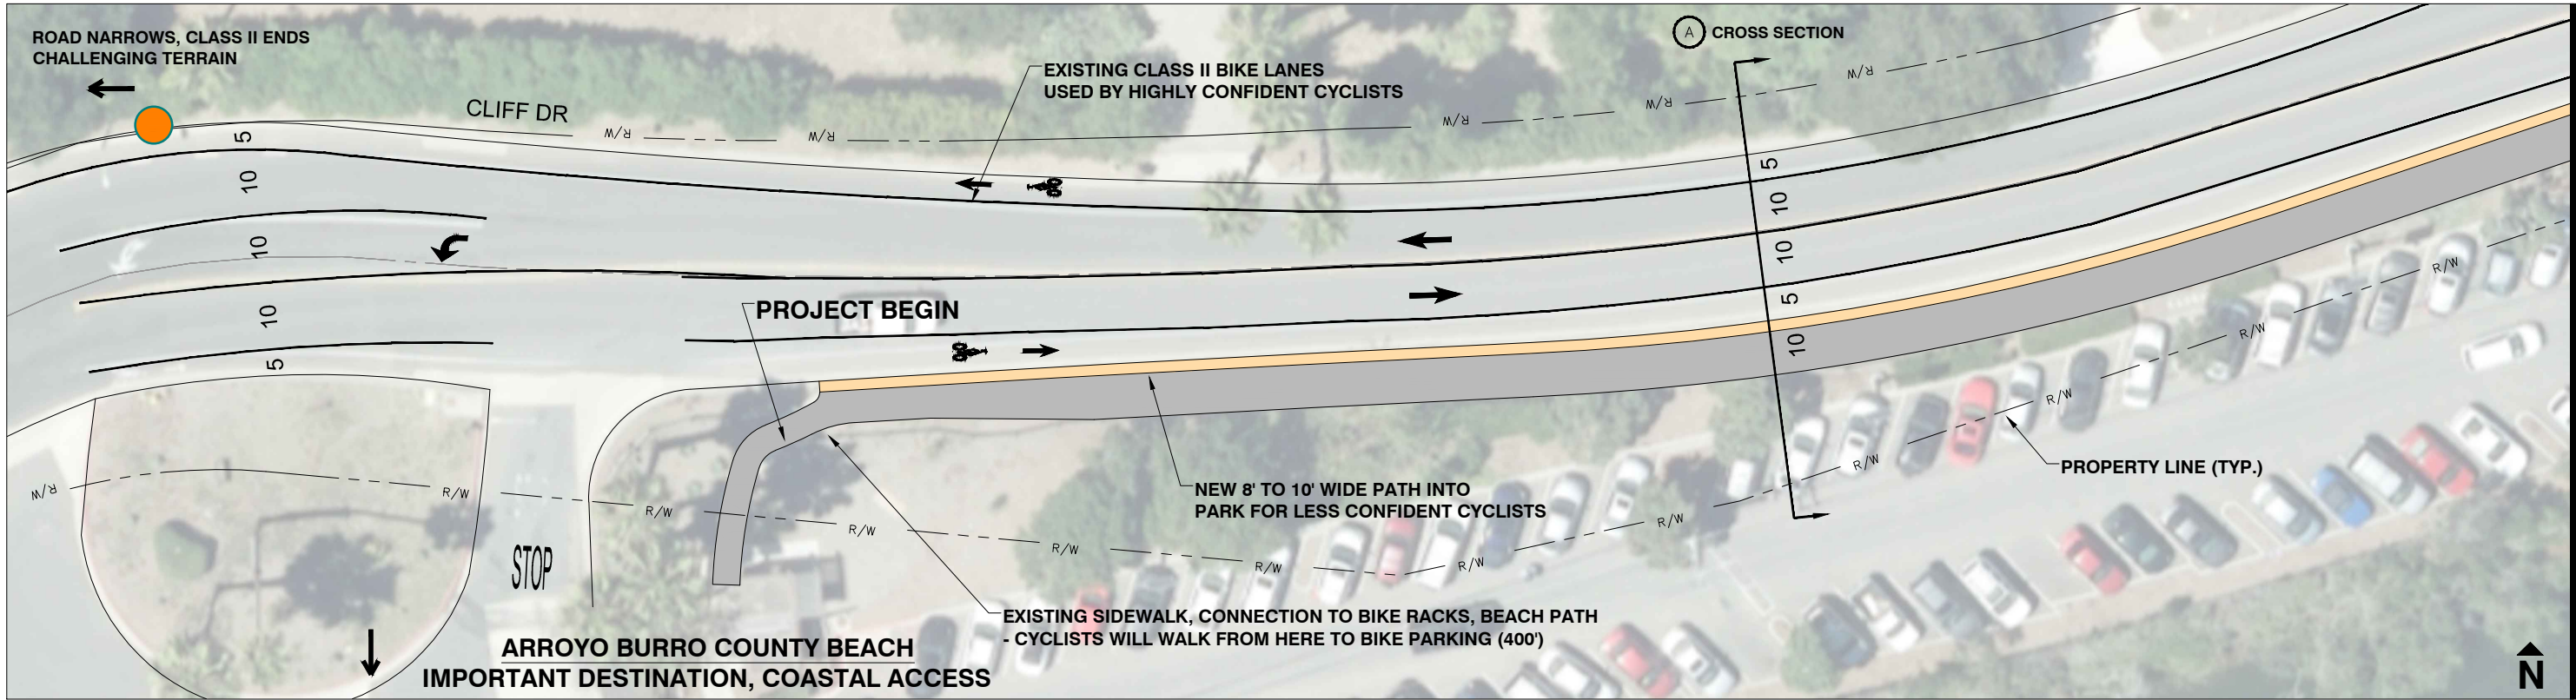 ROAD NARROWS, CLASS II ENDS
CHALLENGING TERRAIN
CLIFF DR
EXISTING CLASS II BIKE LANES
USED BY HIGHLY CONFIDENT CYCLISTS
A CROSS SECTION
R/W
R/W
R/W
R/W
R/W
5
10
10
10
5
5
10
10
5
10
PROJECT BEGIN
NEW 8' TO 10' WIDE PATH INTO
PARK FOR LESS CONFIDENT CYCLISTS
PROPERTY LINE (TYP.)
R/W
R/W
R/W
R/W
R/W
R/W
R/W
R/W
R/W
R/W
R/W
R/W
STOP
EXISTING SIDEWALK, CONNECTION TO BIKE RACKS, BEACH PATH
- CYCLISTS WILL WALK FROM HERE TO BIKE PARKING (400')
ARROYO BURRO COUNTY BEACH
IMPORTANT DESTINATION, COASTAL ACCESS
N